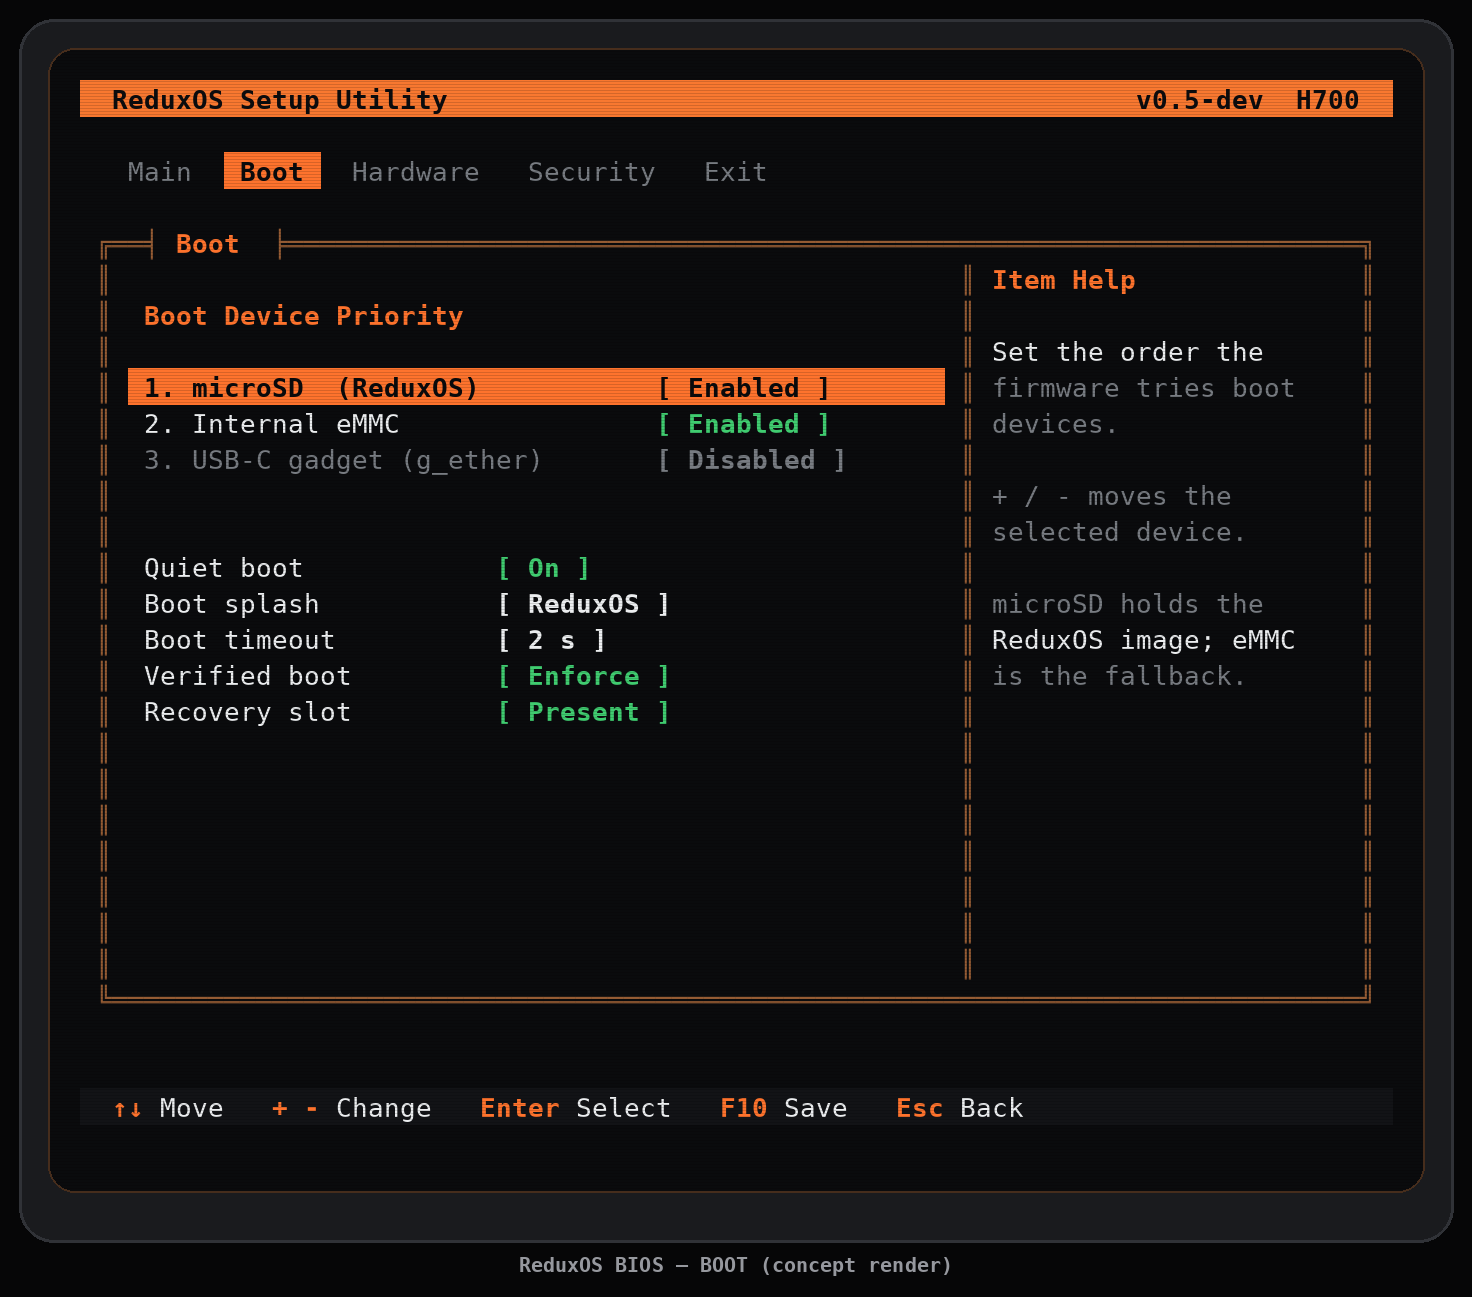 ReduxOS Setup Utility v0.5-dev H700
Main Boot Hardware Security Exit
Boot
Boot Device Priority
1. microSD (ReduxOS) [ Enabled ]
2. Internal eMMC [ Enabled ]
3. USB-C gadget (g_ether) [ Disabled ]
Quiet boot [ On ]
Boot splash [ ReduxOS ]
Boot timeout [ 2 s ]
Verified boot [ Enforce ]
Recovery slot [ Present ]
Item Help
Set the order the
firmware tries boot
devices.
+ / - moves the
selected device.
microSD holds the
ReduxOS image; eMMC
is the fallback.
↑↓ Move + - Change Enter Select F10 Save Esc Back
ReduxOS BIOS — BOOT (concept render)